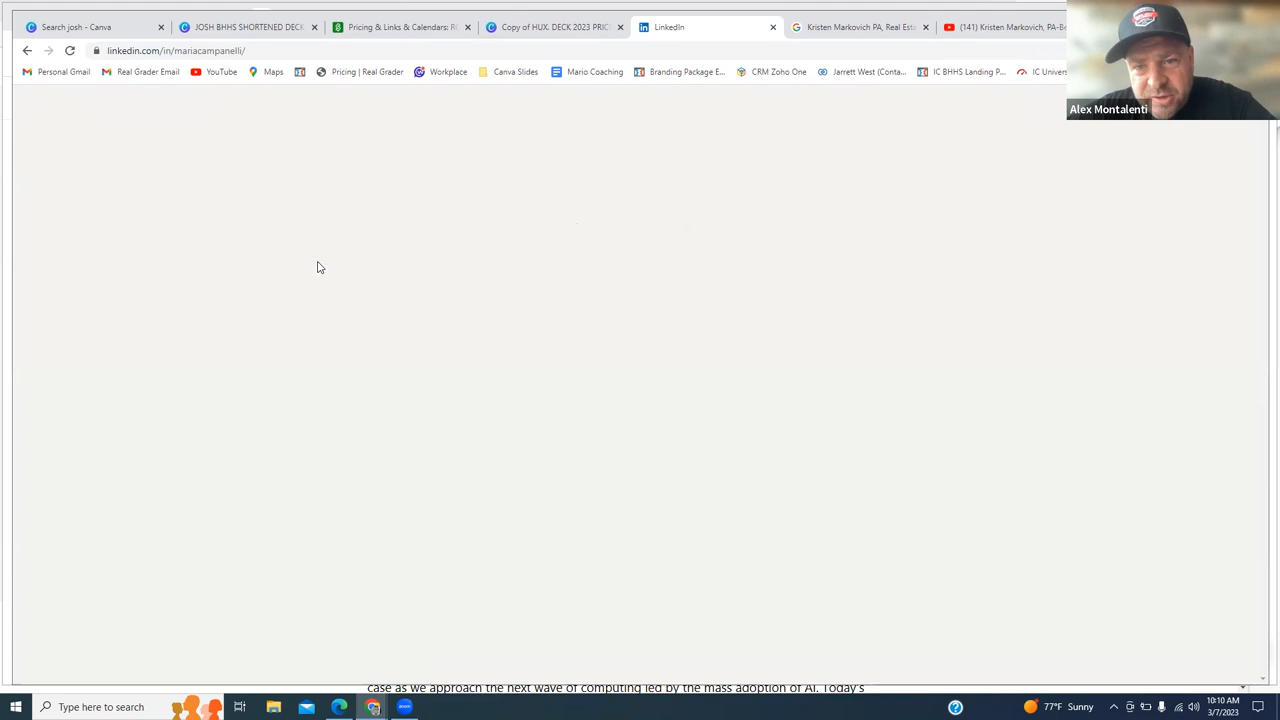 Search josh - Canva
JOSH BHHS SHORTENED DECK
Pricing & Links & Calendars: R
Copy of HUX. DECK 2023 PRIC
LinkedIn
Kristen Markovich PA, Real Esta
(141) Kristen Markovich, PA-B
linkedin.com/in/mariacampanelli/
Personal Gmail
Real Grader Email
YouTube
Maps
Pricing | Real Grader
Workplace
Canva Slides
Mario Coaching
Branding Package E...
CRM Zoho One
Jarrett West (Conta...
IC BHHS Landing P...
IC Univers
Alex Montalenti
case as we approach the next wave of computing led by the mass adoption of AI. Today's
Type here to search
77°F Sunny
10:10 AM
3/7/2023